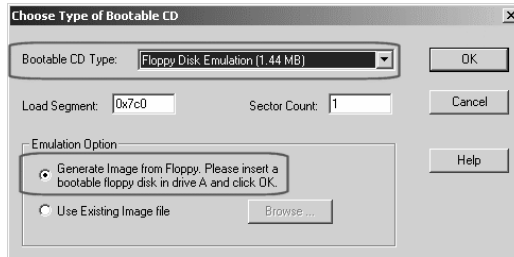 Choose Type of Bootable CD
Bootable CD Type: Floppy Disk Emulation (1.44 MB)
OK
Load Segment: 0x7c0 Sector Count: 1
Cancel
Emulation Option
Help
Generate Image from Floppy. Please insert a
bootable floppy disk in drive A and click OK.
Use Existing Image file Browse ...